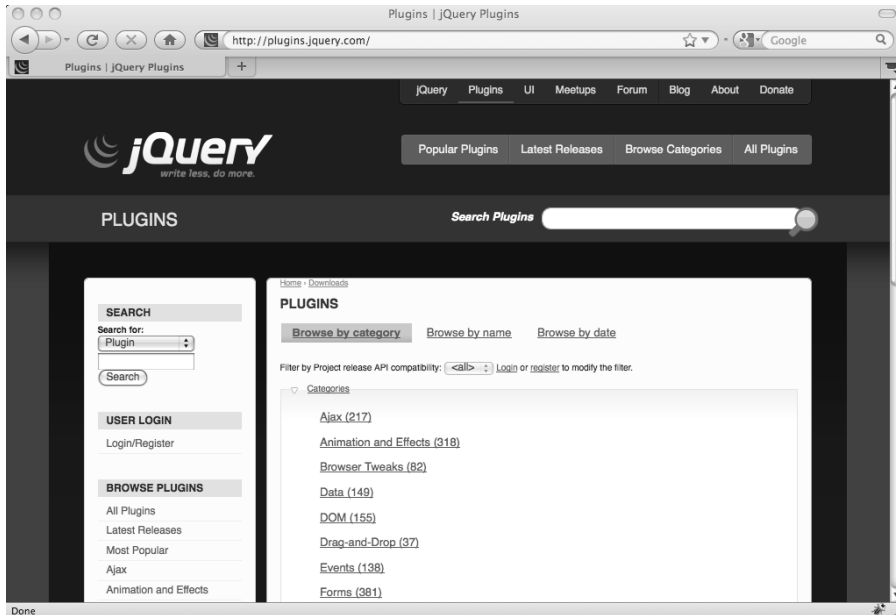 Plugins | jQuery Plugins
http://plugins.jquery.com/
Google
Plugins | jQuery Plugins
+
jQuery Plugins UI Meetups Forum Blog About Donate
jQuery
write less, do more.
Popular Plugins Latest Releases Browse Categories All Plugins
PLUGINS
Search Plugins
SEARCH
Search for:
Plugin
Search
USER LOGIN
Login/Register
BROWSE PLUGINS
All Plugins
Latest Releases
Most Popular
Ajax
Animation and Effects
Home › Downloads
PLUGINS
Browse by category Browse by name Browse by date
Filter by Project release API compatibility: <all> Login or register to modify the filter.
Categories
Ajax (217)
Animation and Effects (318)
Browser Tweaks (82)
Data (149)
DOM (155)
Drag-and-Drop (37)
Events (138)
Forms (381)
Done